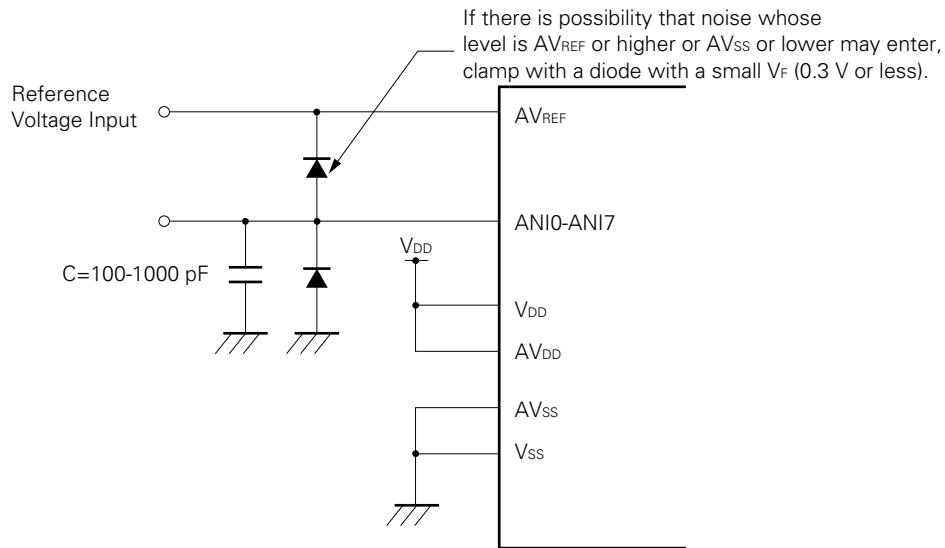 If there is possibility that noise whose
level is AVREF or higher or AVSS or lower may enter,
clamp with a diode with a small VF (0.3 V or less).
Reference
Voltage Input
AVREF
ANI0-ANI7
VDD
C=100-1000 pF
VDD
AVDD
AVSS
VSS